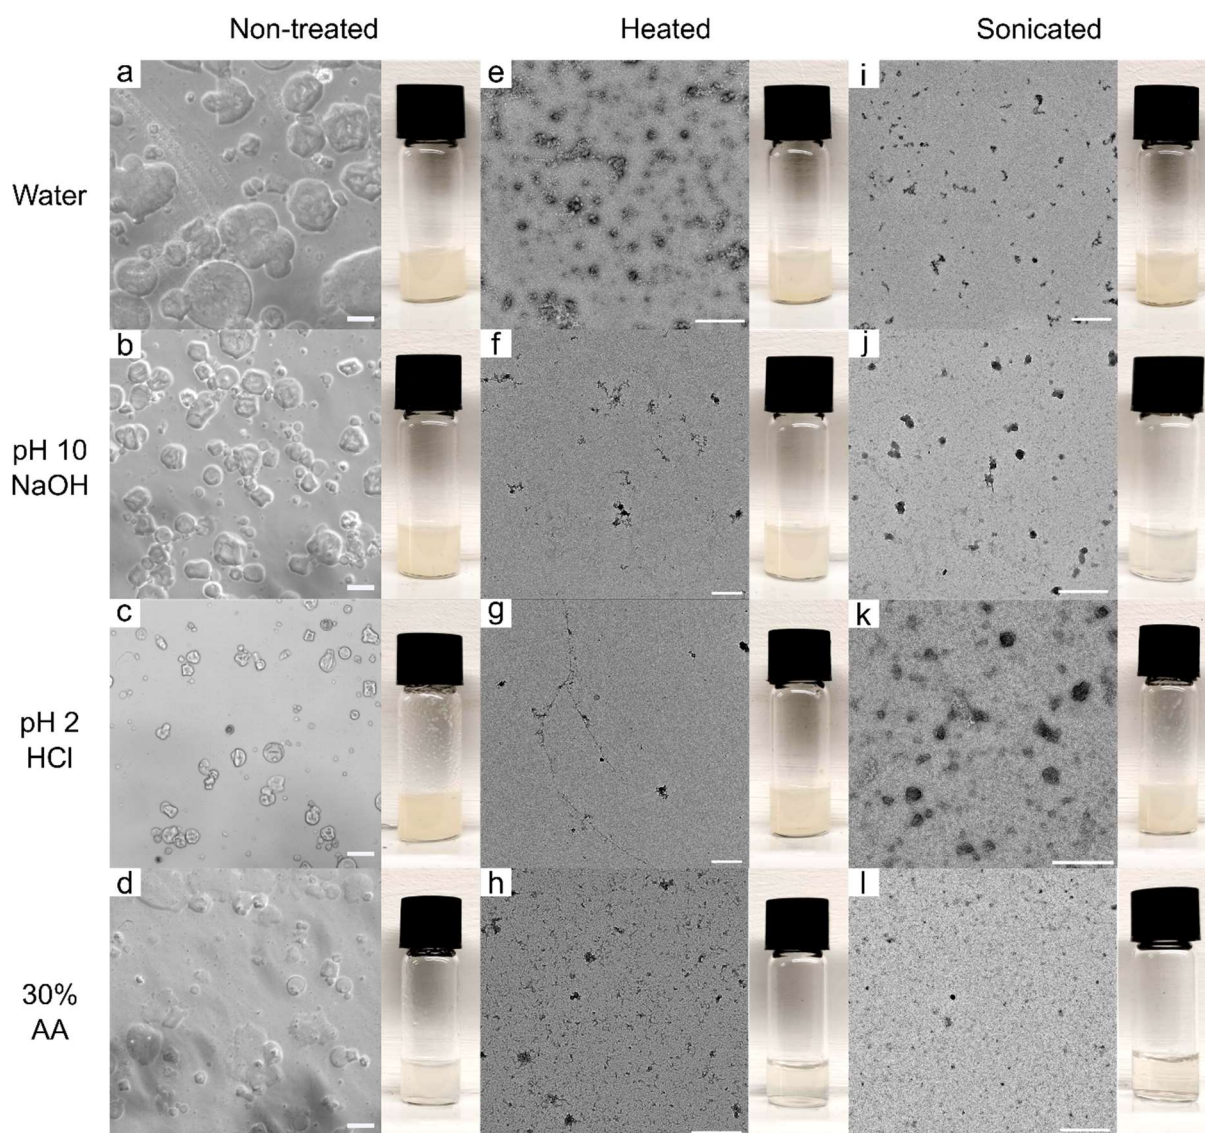 Non-treated Heated Sonicated
a e i
Water
b f j
pH 10
NaOH
c g k
pH 2
HCl
d h l
30%
AA